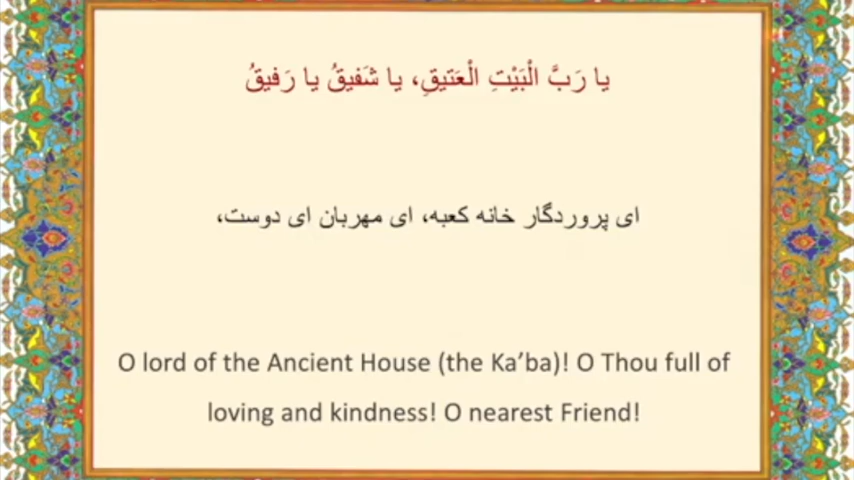 يا رَبَّ الْبَيْتِ الْعَتيقِ، يا شَفيقُ يا رَفيقُ
ای پروردگار خانه کعبه، ای مهربان ای دوست،
O lord of the Ancient House (the Ka’ba)! O Thou full of
loving and kindness! O nearest Friend!